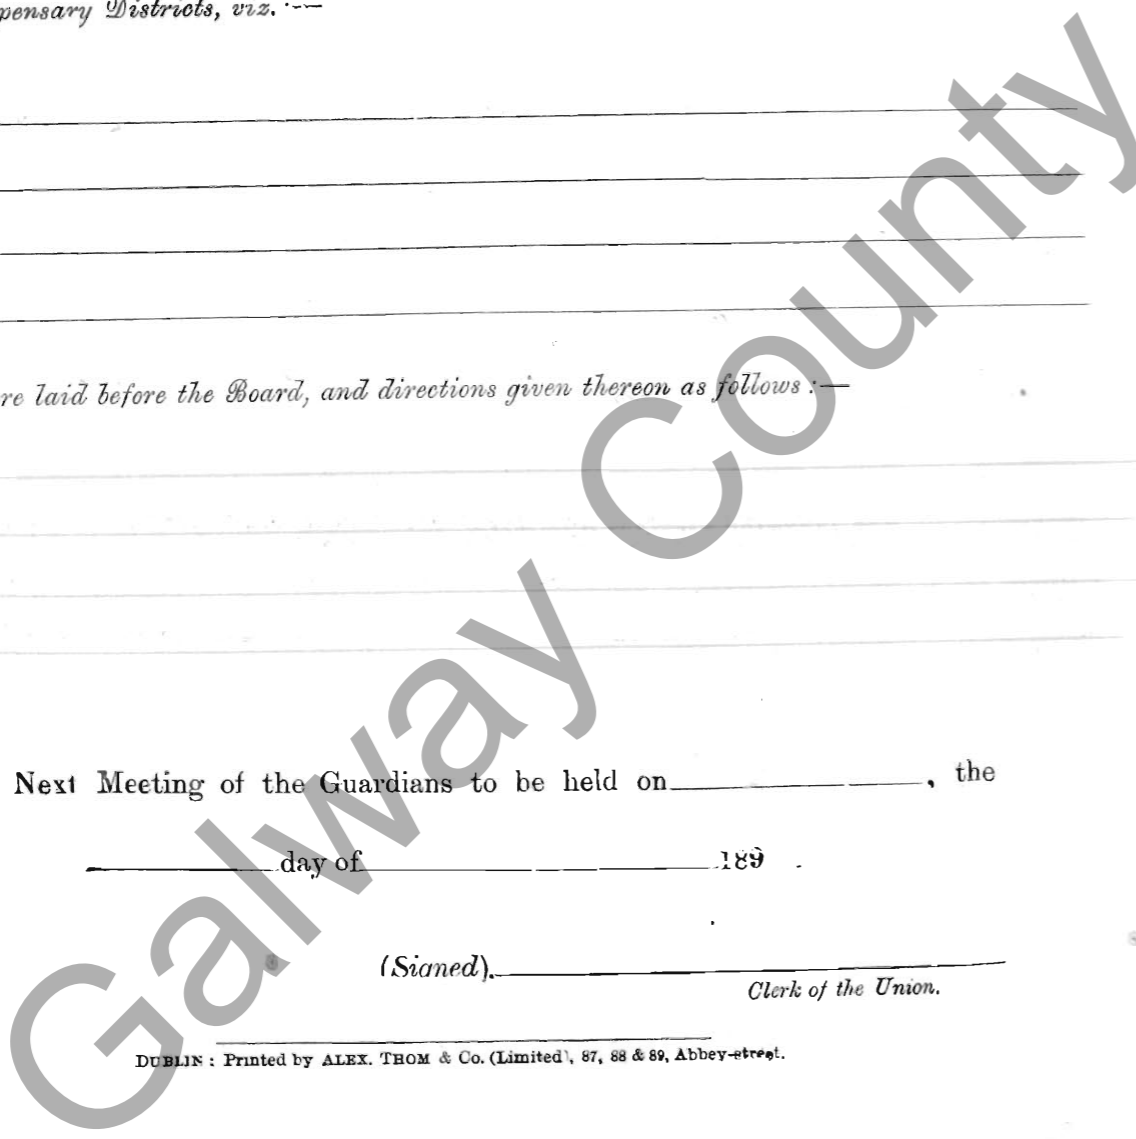 pensary Districts, viz. :—
re laid before the Board, and directions given thereon as follows :—
Next Meeting of the Guardians to be held on , the
day of 189 .
(Signed).
Clerk of the Union.
DUBLIN : Printed by ALEX. THOM & Co. (Limited), 87, 88 & 89, Abbey-street.
Galway County